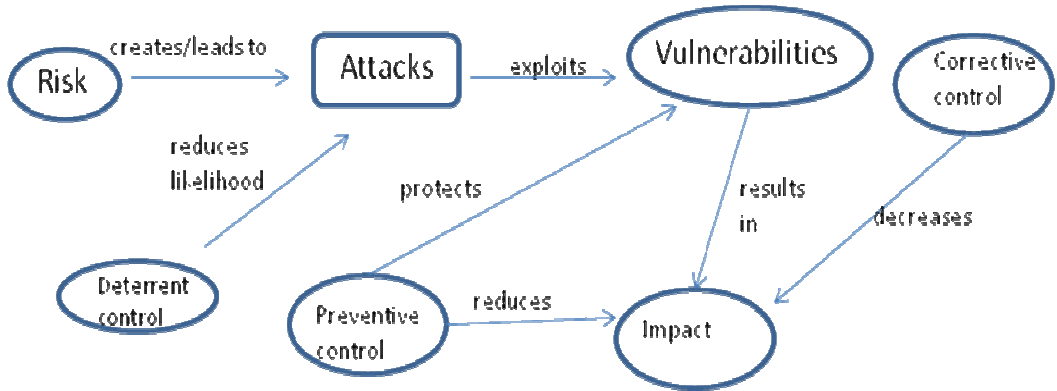 creates/leads to
Risk
Attacks
exploits
Vulnerabilities
Corrective
control
reduces
likelihood
protects
results
in
decreases
Deterrent
control
Preventive
control
reduces
Impact